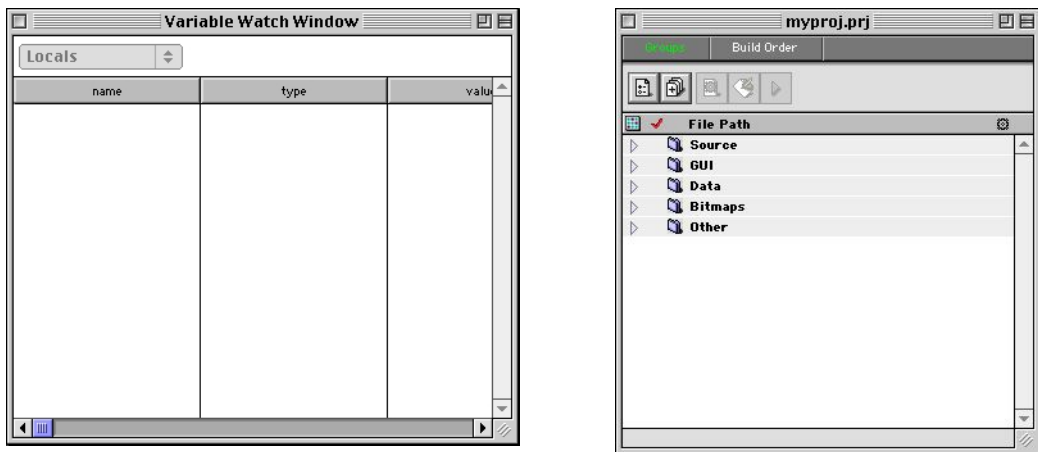 Variable Watch Window
Locals
name type valu
myproj.prj
Groups Build Order
File Path
Source
GUI
Data
Bitmaps
Other